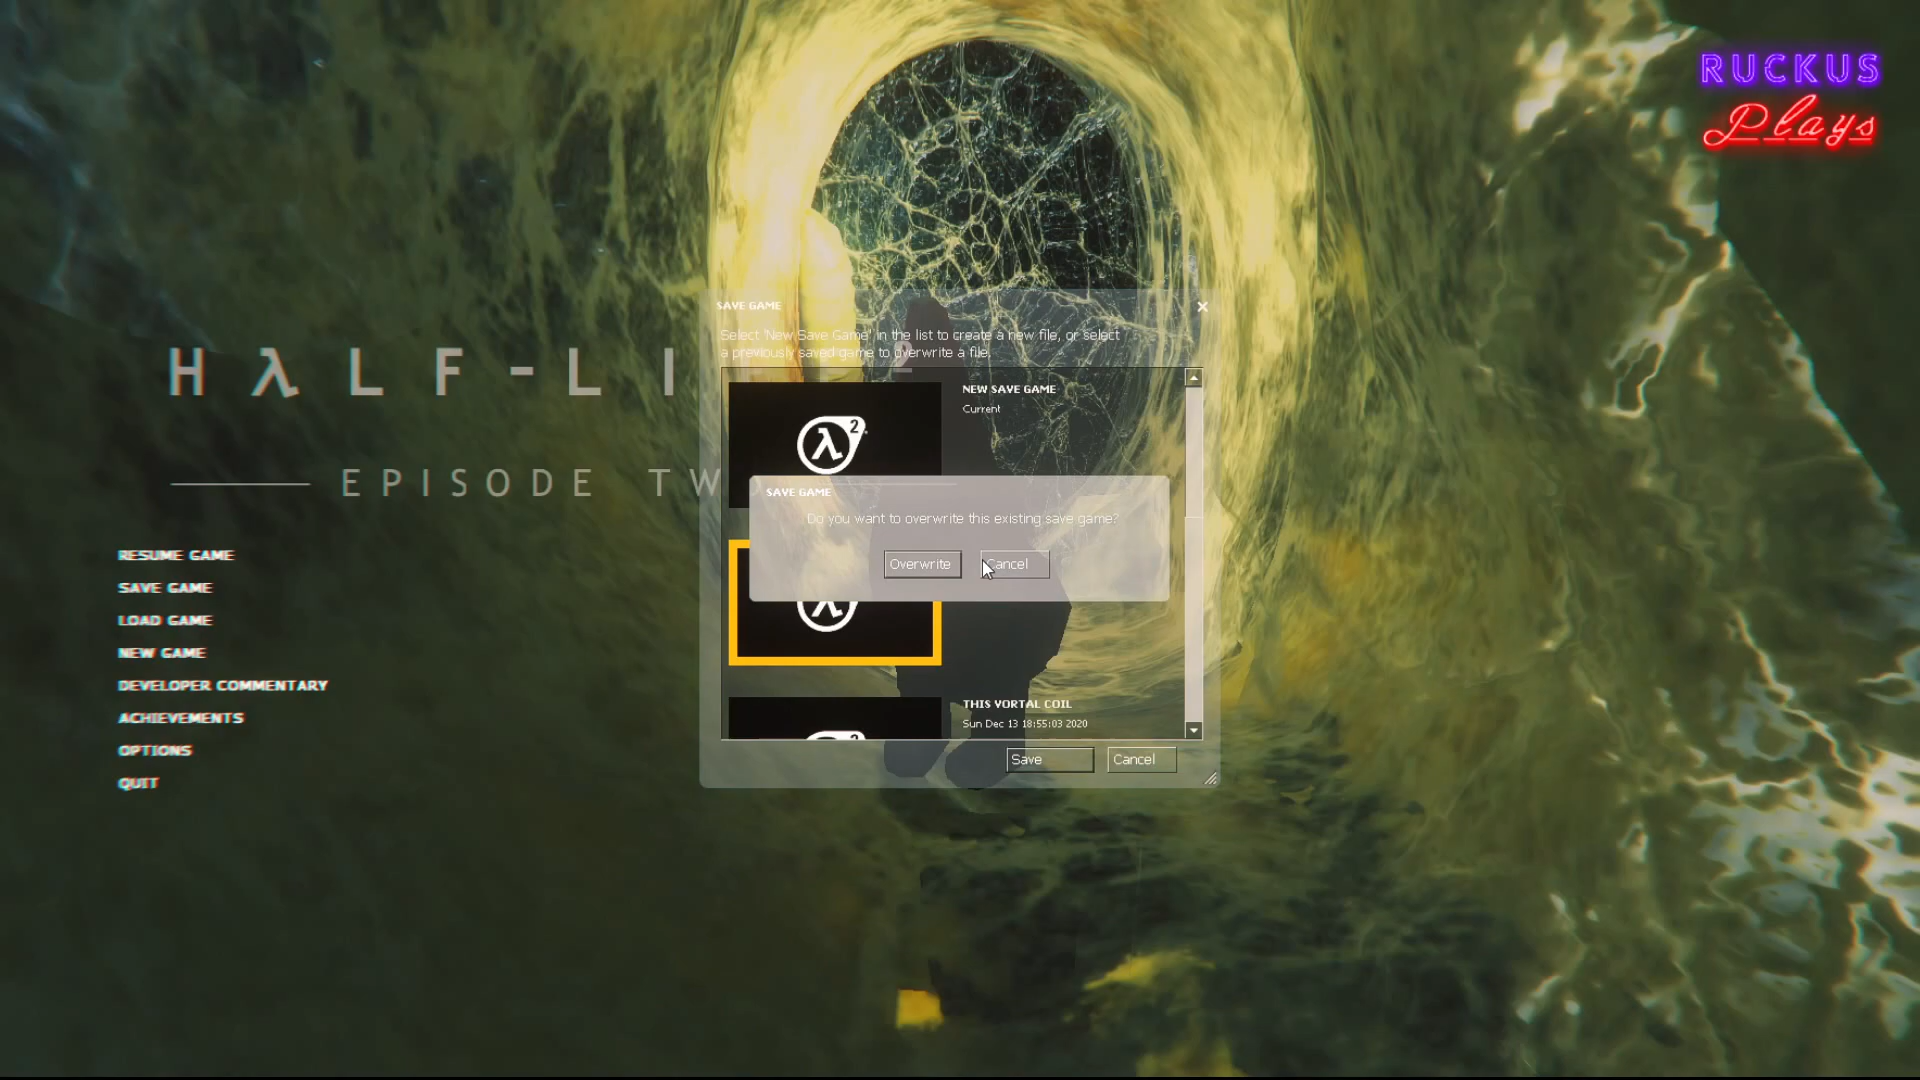 RUCKUS
Plays
HλLF-LI 2
EPISODE TW
RESUME GAME
SAVE GAME
LOAD GAME
NEW GAME
DEVELOPER COMMENTARY
ACHIEVEMENTS
OPTIONS
QUIT
SAVE GAME
Select 'New Save Game' in the list to create a new file, or select
a previously saved game to overwrite a file.
NEW SAVE GAME
Current
λ2
SAVE GAME
Do you want to overwrite this existing save game?
Overwrite
Cancel
THIS VORTAL COIL
Sun Dec 13 18:55:03 2020
Save
Cancel